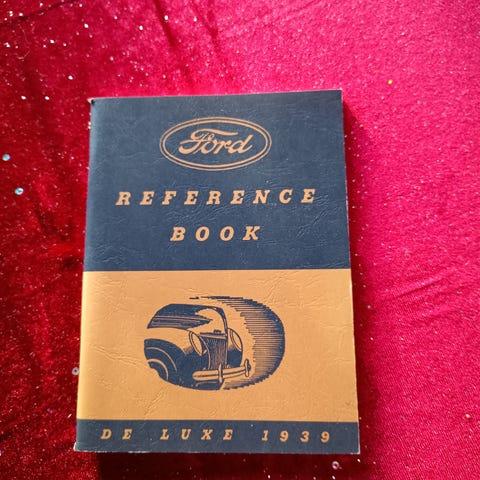 Ford
REFERENCE
BOOK
DE LUXE 1939